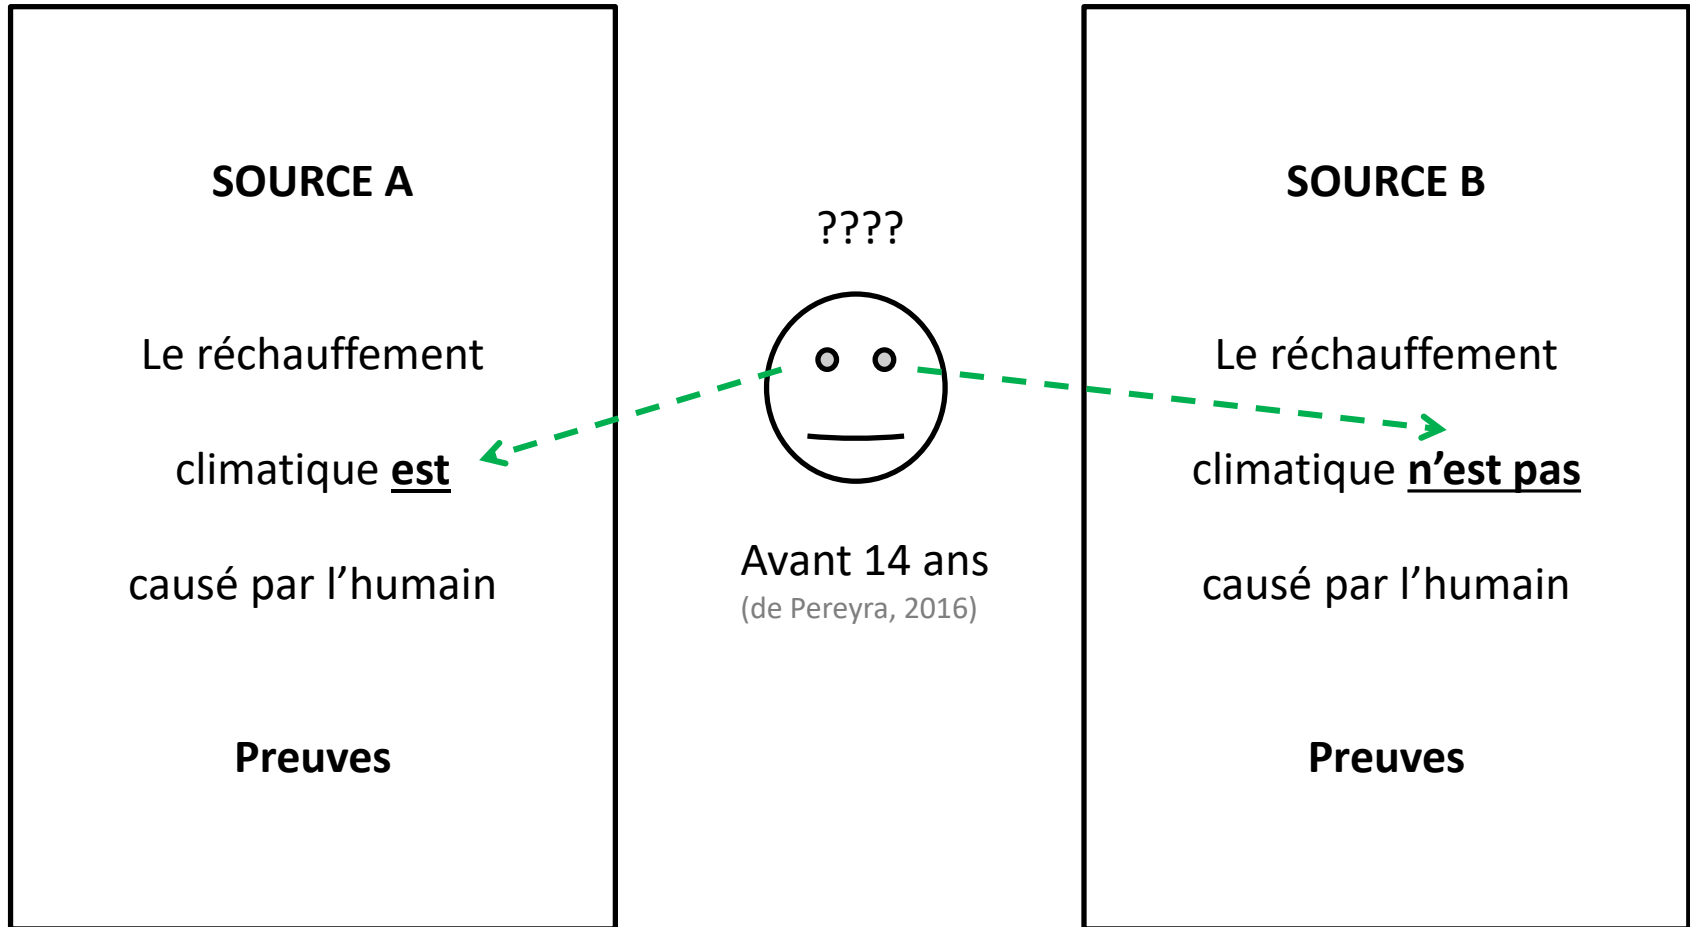 SOURCE A
Le réchauffement
climatique est
causé par l’humain
Preuves
????
Avant 14 ans
(de Pereyra, 2016)
SOURCE B
Le réchauffement
climatique n’est pas
causé par l’humain
Preuves